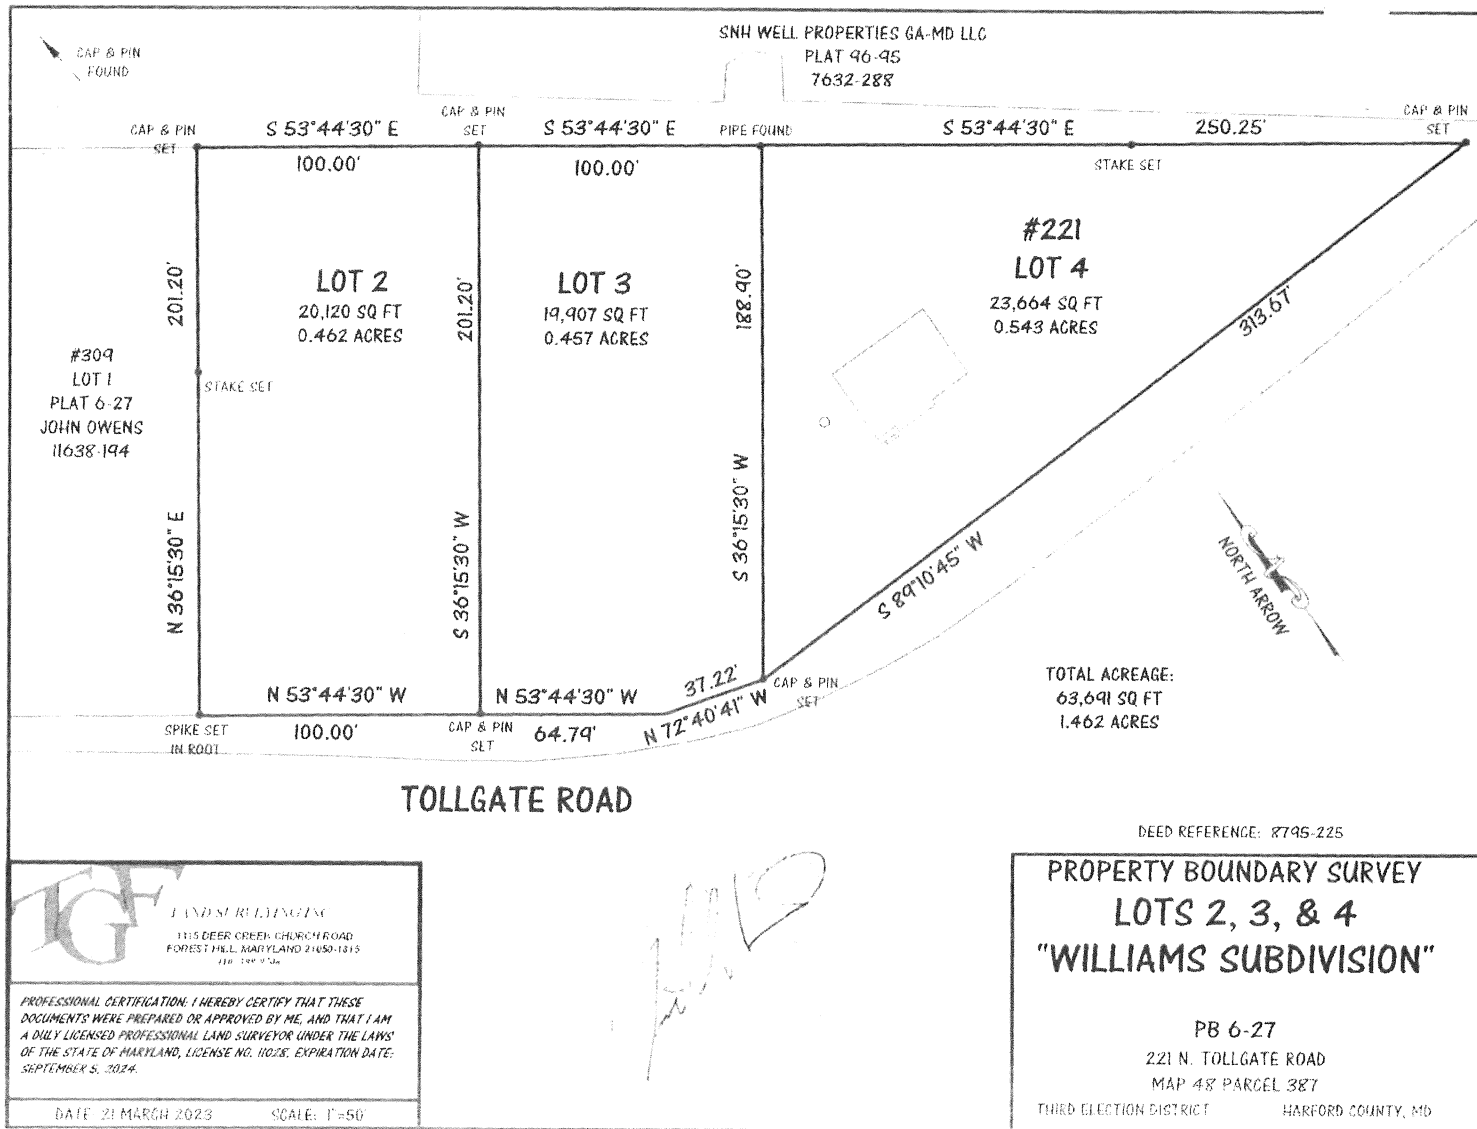 SNH WELL PROPERTIES GA-MD LLC
PLAT 96-95
7632-288
CAP & PIN
FOUND
CAP & PIN
SET
S 53°44'30" E
100.00'
CAP & PIN
SET
S 53°44'30" E
100.00'
PIPE FOUND
S 53°44'30" E
250.25'
STAKE SET
CAP & PIN
SET
201.20'
N 36°15'30" E
STAKE SET
#309
LOT 1
PLAT 6-27
JOHN OWENS
11638-194
LOT 2
20,120 SQ FT
0.462 ACRES
201.20'
S 36°15'30" W
LOT 3
19,907 SQ FT
0.457 ACRES
188.90'
S 36°15'30" W
#221
LOT 4
23,664 SQ FT
0.543 ACRES
313.67'
S 89°10'45" W
NORTH ARROW
SPIKE SET
IN ROOT
N 53°44'30" W
100.00'
CAP & PIN
SET
N 53°44'30" W
64.79'
37.22'
N 72°40'41" W
CAP & PIN
SET
TOTAL ACREAGE:
63,691 SQ FT
1.462 ACRES
TOLLGATE ROAD
DEED REFERENCE: 8795-225
TGF
LAND SURVEYING INC
1115 DEER CREEK CHURCH ROAD
FOREST HILL, MARYLAND 21050-1815
PROFESSIONAL CERTIFICATION: I HEREBY CERTIFY THAT THESE
DOCUMENTS WERE PREPARED OR APPROVED BY ME, AND THAT I AM
A DULY LICENSED PROFESSIONAL LAND SURVEYOR UNDER THE LAWS
OF THE STATE OF MARYLAND, LICENSE NO. 11028, EXPIRATION DATE:
SEPTEMBER 5, 2024.
DATE 21 MARCH 2023
SCALE: 1"=50'
PROPERTY BOUNDARY SURVEY
LOTS 2, 3, & 4
"WILLIAMS SUBDIVISION"
PB 6-27
221 N. TOLLGATE ROAD
MAP 48 PARCEL 387
THIRD ELECTION DISTRICT
HARFORD COUNTY, MD